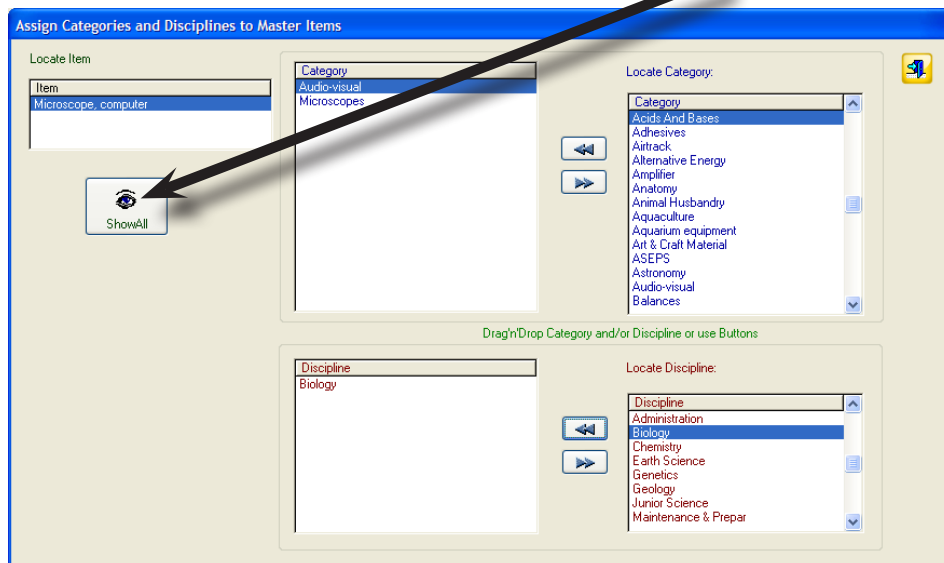 Assign Categories and Disciplines to Master Items
Locate Item
Item
Microscope, computer
ShowAll
Category
Audio-visual
Microscopes
Locate Category:
Category
Acids And Bases
Adhesives
Airtrack
Alternative Energy
Amplifier
Anatomy
Animal Husbandry
Aquaculture
Aquarium equipment
Art & Craft Material
ASEPS
Astronomy
Audio-visual
Balances
Drag'n'Drop Category and/or Discipline or use Buttons
Discipline
Biology
Locate Discipline:
Discipline
Administration
Biology
Chemistry
Earth Science
Genetics
Geology
Junior Science
Maintenance & Prepar